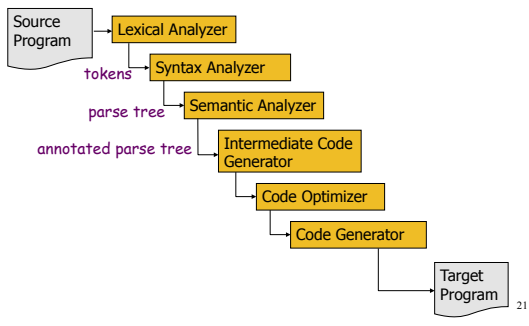 Source
Program
Lexical Analyzer
tokens
Syntax Analyzer
parse tree
Semantic Analyzer
annotated parse tree
Intermediate Code
Generator
Code Optimizer
Code Generator
Target
Program
21